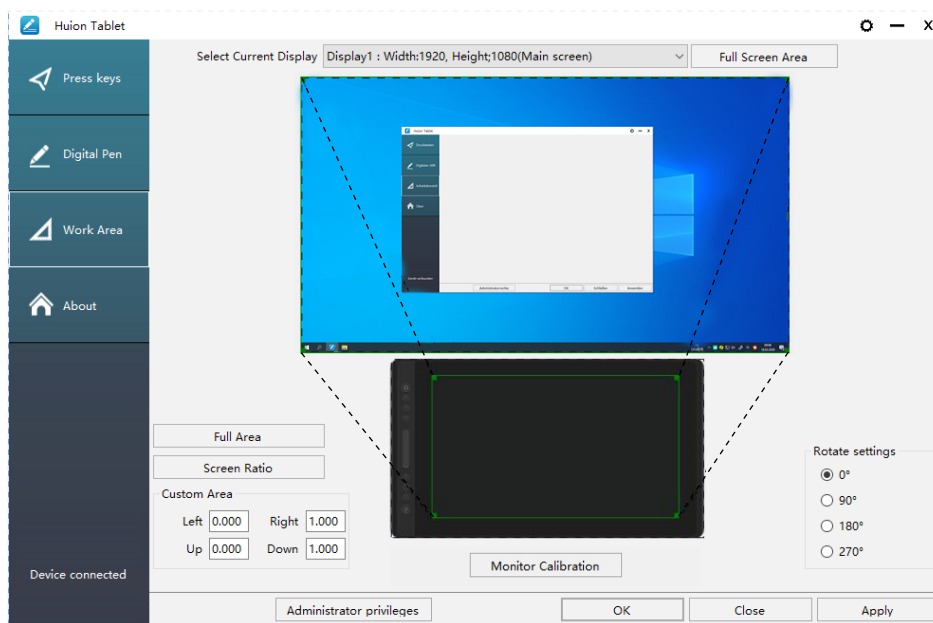 Huion Tablet
Press keys
Digital Pen
Work Area
About
Device connected
Select Current Display Display1 : Width:1920, Height;1080(Main screen) Full Screen Area
Huion Tablet
Full Area
Screen Ratio
Custom Area
Left 0.000 Right 1.000
Up 0.000 Down 1.000
Monitor Calibration
Rotate settings
0°
90°
180°
270°
Administrator privileges OK Close Apply